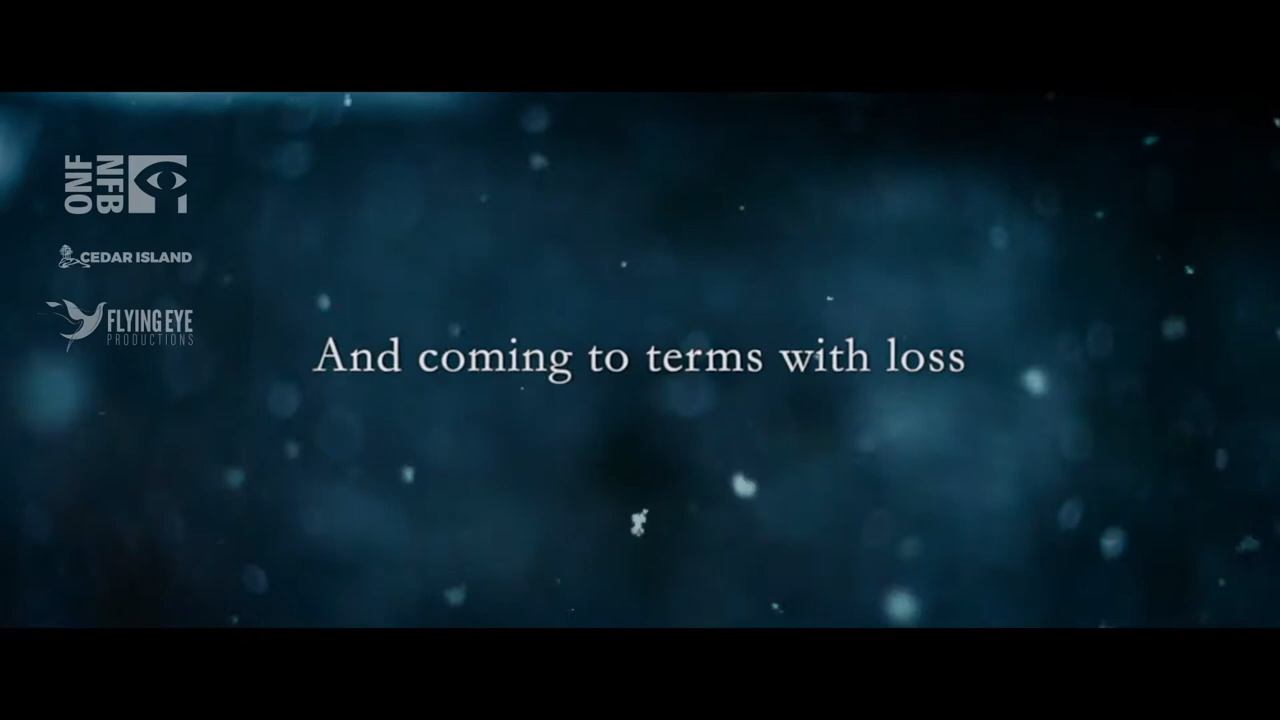 ONF
NFB
CEDAR ISLAND
FLYING EYE
PRODUCTIONS
And coming to terms with loss